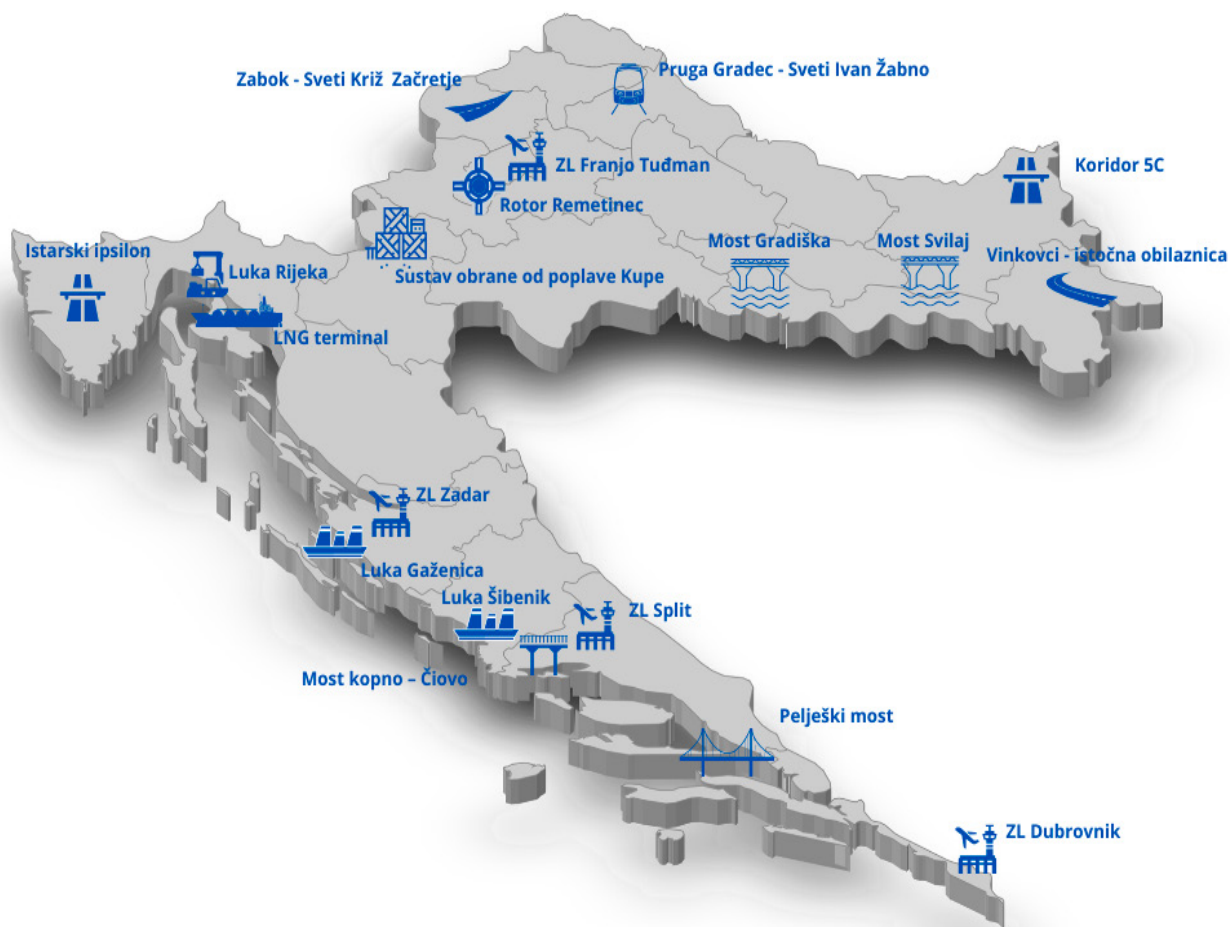 Pruga Gradec - Sveti Ivan Žabno
Zabok - Sveti Križ Začretje
ZL Franjo Tuđman
Koridor 5C
Rotor Remetinec
Most Gradiška
Most Svilaj
Istarski ipsilon
Vinkovci - istočna obilaznica
Luka Rijeka
Sustav obrane od poplave Kupe
LNG terminal
ZL Zadar
Luka Gaženica
Luka Šibenik
ZL Split
Most kopno – Čiovo
Pelješki most
ZL Dubrovnik